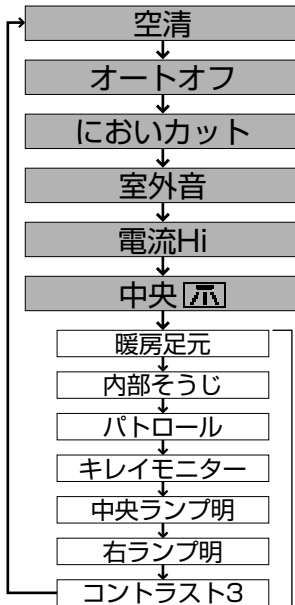 空清
オートオフ
においカット
室外音
電流Hi
中央
暖房足元
内部そうじ
パトロール
キレイモニター
中央ランプ明
右ランプ明
コントラスト3